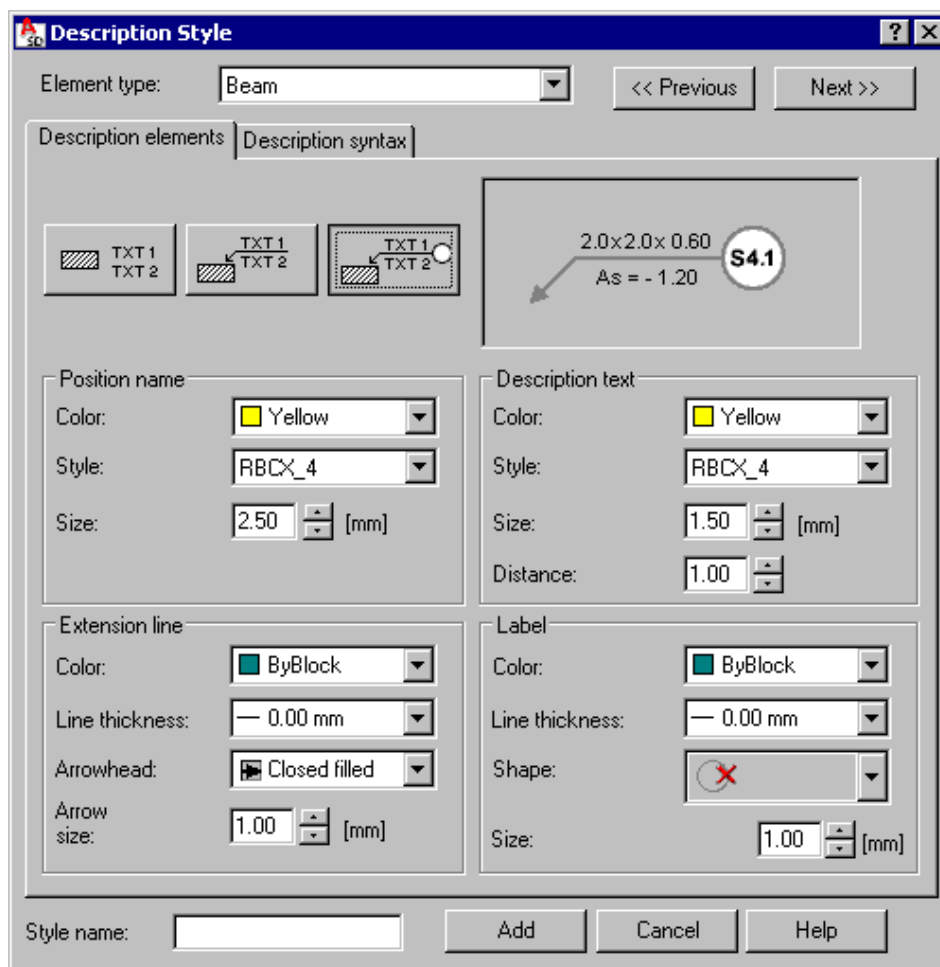 A
SD
Description Style
?
Element type: Beam << Previous Next >>
Description elements Description syntax
TXT 1
TXT 2
TXT 1
TXT 2
TXT 1
TXT 2
2.0x2.0x 0.60
As = - 1.20
S4.1
Position name
Color: Yellow
Style: RBCX_4
Size: 2.50 [mm]
Description text
Color: Yellow
Style: RBCX_4
Size: 1.50 [mm]
Distance: 1.00
Extension line
Color: ByBlock
Line thickness: 0.00 mm
Arrowhead: Closed filled
Arrow
size: 1.00 [mm]
Label
Color: ByBlock
Line thickness: 0.00 mm
Shape:
Size: 1.00 [mm]
Style name: Add Cancel Help